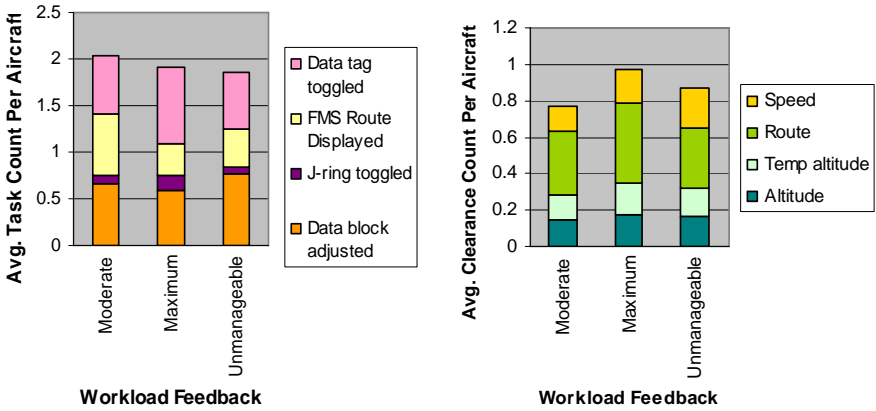 Avg. Task Count Per Aircraft
2.5
2
1.5
1
0.5
0
Moderate
Maximum
Unmanageable
Workload Feedback
Data tag
toggled
FMS Route
Displayed
J-ring toggled
Data block
adjusted
Avg. Clearance Count Per Aircraft
1.2
1
0.8
0.6
0.4
0.2
0
Moderate
Maximum
Unmanageable
Workload Feedback
Speed
Route
Temp altitude
Altitude